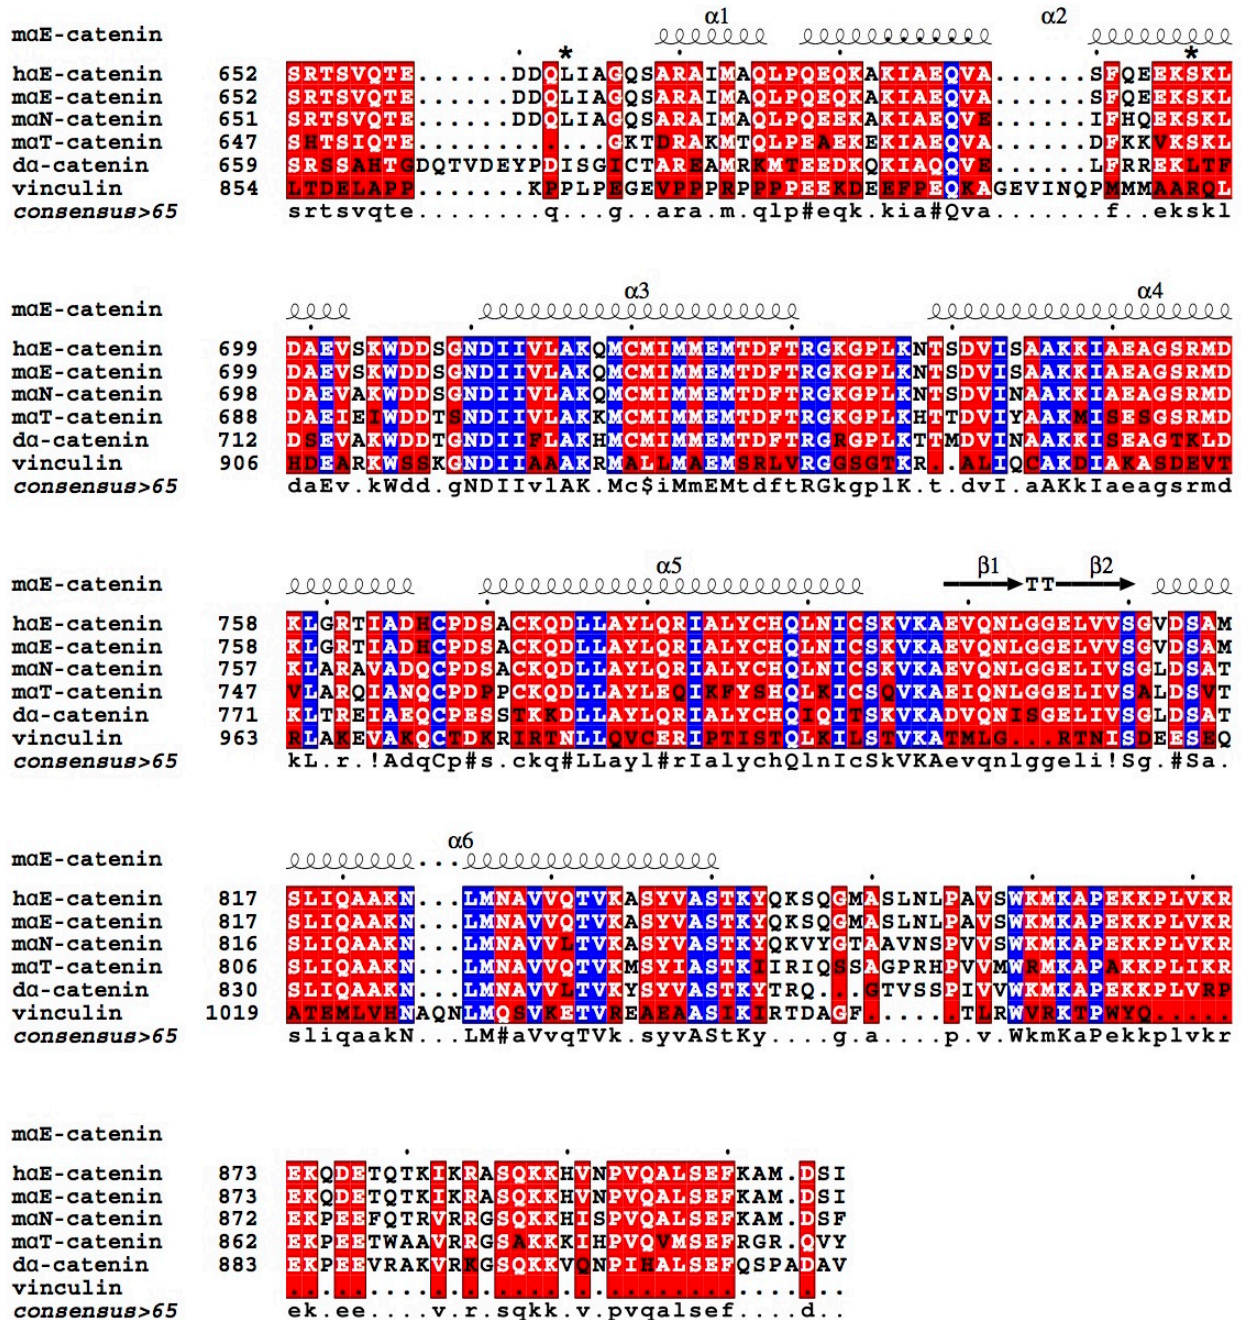 α1 α2
mαE-catenin
* *
hαE-catenin 652 SRTSVQTE......DDQLIAGQSARAIMAQLPQEQKAKIAEQVA......SFQEEKSKL
mαE-catenin 652 SRTSVQTE......DDQLIAGQSARAIMAQLPQEQKAKIAEQVA......SFQEEKSKL
mαN-catenin 651 SRTSVQTE......DDQLIAGQSARAIMAQLPQEEKAKIAEQVE......IFHQEKSKL
mαT-catenin 647 SHTSIQTE............GKTDRAKMTQLPEAEKEKIAEQVA......DFKKVKSKL
dα-catenin 659 SRSSAHTGDQTVDEYPDISGICTAREAMRKMTEEDKQKIAQQVE......LFRREKLTF
vinculin 854 LTDELAPP.......KPPLPEGEVPPPRPPPPEEKDEEFPEQKAGEVINQPMMMAARQL
consensus>65 srtsvqte........q...g..ara.m.qlp#eqk.kia#Qva.......f..ekskl
α3 α4
mαE-catenin
hαE-catenin 699 DAEVSKWDDSGNDIIVLAKQMCMIMMEMTDFTRGKGPLKNTSDVISAAKKIAEAGSRMD
mαE-catenin 699 DAEVSKWDDSGNDIIVLAKQMCMIMMEMTDFTRGKGPLKNTSDVISAAKKIAEAGSRMD
mαN-catenin 698 DAEVAKWDDSGNDIIVLAKQMCMIMMEMTDFTRGKGPLKNTSDVINAAKKIAEAGSRMD
mαT-catenin 688 DAEIEIWDDTSNDIIVLAKKMCMIMMEMTDFTRGKGPLKHTTDVIYAAKMISESGSRMD
dα-catenin 712 DSEVAKWDDTGNDIIFLAKHMCMIMMEMTDFTRGRGPLKTTMDVINAAKKISEAGTKLD
vinculin 906 HDEARKWSSKGNDIIAAAKRMALLMAEMSRLVRGGSGTKR..ALIQCAKDIAKASDEVT
consensus>65 daEv.kWdd.gNDIIvlAK.Mc$iMmEMtdftRGkgplK.t.dvI.aAKkIaeagsrmd
α5 β1 β2
mαE-catenin TT
hαE-catenin 758 KLGRTIADHCPDSACKQDLLAYLQRIALYCHQLNICSKVKAEVQNLGGELVVSGVDSAM
mαE-catenin 758 KLGRTIADHCPDSACKQDLLAYLQRIALYCHQLNICSKVKAEVQNLGGELVVSGVDSAM
mαN-catenin 757 KLARAVADQCPDSACKQDLLAYLQRIALYCHQLNICSKVKAEVQNLGGELIVSGLDSAT
mαT-catenin 747 VLARQIANQCPDPPCKQDLLAYLEQIKFYSHQLKICSQVKAEIQNLGGELIVSALDSVT
dα-catenin 771 KLTREIAEQCPESSTKKDLLAYLQRIALYCHQIQITSKVKADVQNISGELIVSGLDSAT
vinculin 963 RLAKEVAKQCTDKRIRTNLLQVCERIPTISTQLKILSTVKATMLG...RTNISDEESEQ
consensus>65 kL.r.!AdqCp#s.ckq#LLayl#rIalychQlnIcSkVKAevqnlggeli!Sg.#Sa.
α6
mαE-catenin ...
hαE-catenin 817 SLIQAAKN...LMNAVVQTVKASYVASTKYQKSQGMASLNLPAVSWKMKAPEKKPLVKR
mαE-catenin 817 SLIQAAKN...LMNAVVQTVKASYVASTKYQKSQGMASLNLPAVSWKMKAPEKKPLVKR
mαN-catenin 816 SLIQAAKN...LMNAVVLTVKASYVASTKYQKVYGTAAVNSPVVSWKMKAPEKKPLVKR
mαT-catenin 806 SLIQAAKN...LMNAVVQTVKMSYIASTKIIRIQSSAGPRHPVVMWRMKAPAKKPLIKR
dα-catenin 830 SLIQAAKN...LMNAVVLTVKYSYVASTKYTRQ...GTVSSPIVVWKMKAPEKKPLVRP
vinculin 1019 ATEMLVHNAQNLMQSVKETVREAEAASIKIRTDAGF.....TLRWVRKTPWYQ.....
consensus>65 sliqaakN...LM#aVvqTVk.syvAStKy....g.a....p.v.WkmKaPekkplvkr
mαE-catenin
hαE-catenin 873 EKQDETQTKIKRASQKKHVNPVQALSEFKAM.DSI
mαE-catenin 873 EKQDETQTKIKRASQKKHVNPVQALSEFKAM.DSI
mαN-catenin 872 EKPEEFQTRVRRGSQKKHISPVQALSEFKAM.DSF
mαT-catenin 862 EKPEETWAAVRRGSAKKKIHPVQVMSEFRGR.QVY
dα-catenin 883 EKPEEVRAKVRKGSQKKVQNPIHALSEFQSPADAV
vinculin ...................................
consensus>65 ek.ee....v.r.sqkk.v.pvqalsef....d..